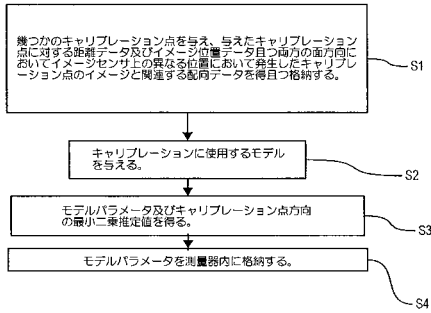 幾つかのキャリブレーション点を与え、与えたキャリブレーション
点に対する距離データ及びイメージ位置データ且つ両方の面方向に
おいてイメージセンサ上の異なる位置において発生したキャリブレ
ーション点のイメージと関連する配向データを得且つ格納する。
S1
キャリブレーションに使用するモデル
を与える。
S2
モデルパラメータ及びキャリブレーション点方向
の最小二乗推定値を得る。
S3
モデルパラメータを測量器内に格納する。
S4